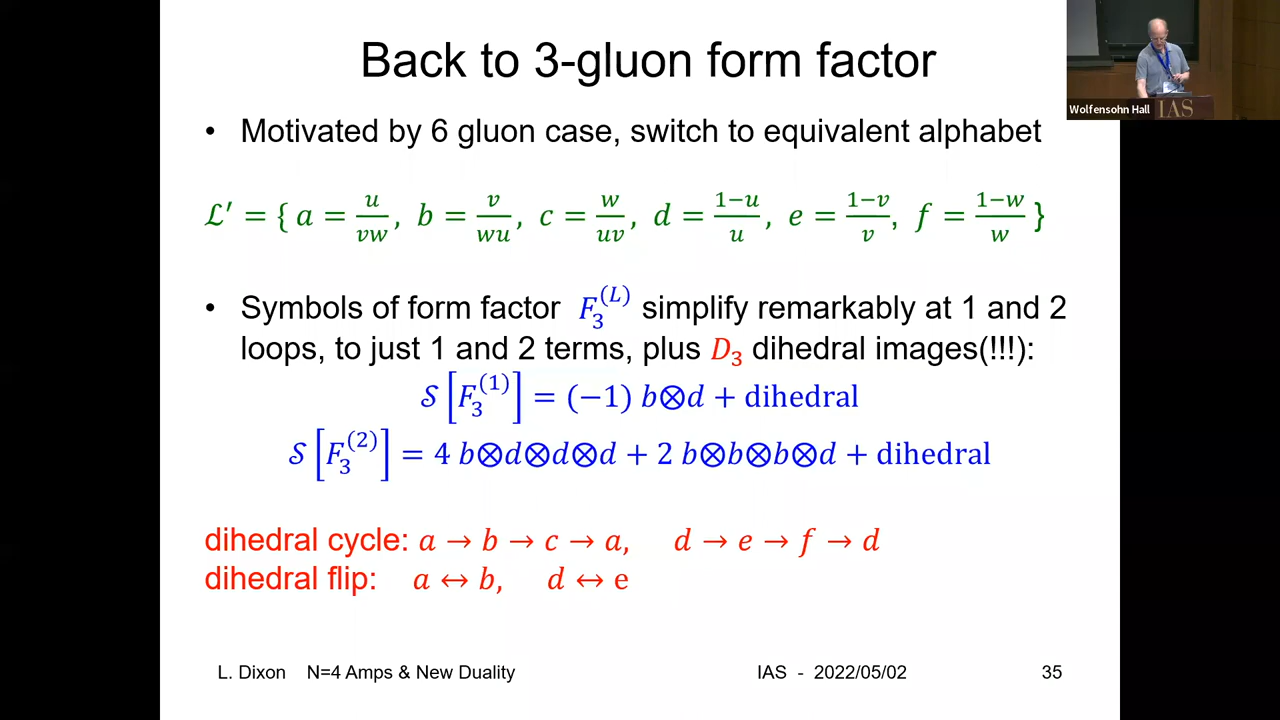 Back to 3-gluon form factor
Wolfensohn Hall
IAS
• Motivated by 6 gluon case, switch to equivalent alphabet
ℒ′ = { a = u/vw, b = v/wu, c = w/uv, d = 1−u/u, e = 1−v/v, f = 1−w/w }
• Symbols of form factor F₃^(L) simplify remarkably at 1 and 2
loops, to just 1 and 2 terms, plus D₃ dihedral images(!!!):
𝒮[F₃^(1)] = (−1) b⊗d + dihedral
𝒮[F₃^(2)] = 4 b⊗d⊗d⊗d + 2 b⊗b⊗b⊗d + dihedral
dihedral cycle: a → b → c → a, d → e → f → d
dihedral flip: a ↔ b, d ↔ e
L. Dixon N=4 Amps & New Duality
IAS - 2022/05/02
35